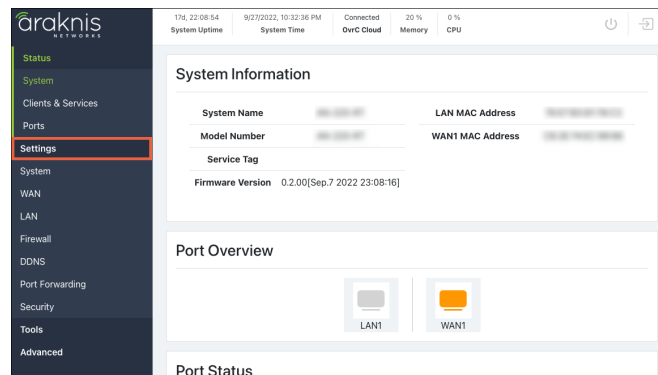 araknis
NETWORKS
17d, 22:08:54
System Uptime
9/27/2022, 10:32:36 PM
System Time
Connected
OvrC Cloud
20 %
Memory
0 %
CPU
Status
System
Clients & Services
Ports
Settings
System
WAN
LAN
Firewall
DDNS
Port Forwarding
Security
Tools
Advanced
System Information
System Name
LAN MAC Address
Model Number
WAN1 MAC Address
Service Tag
Firmware Version 0.2.00[Sep.7 2022 23:08:16]
Port Overview
LAN1
WAN1
Port Status